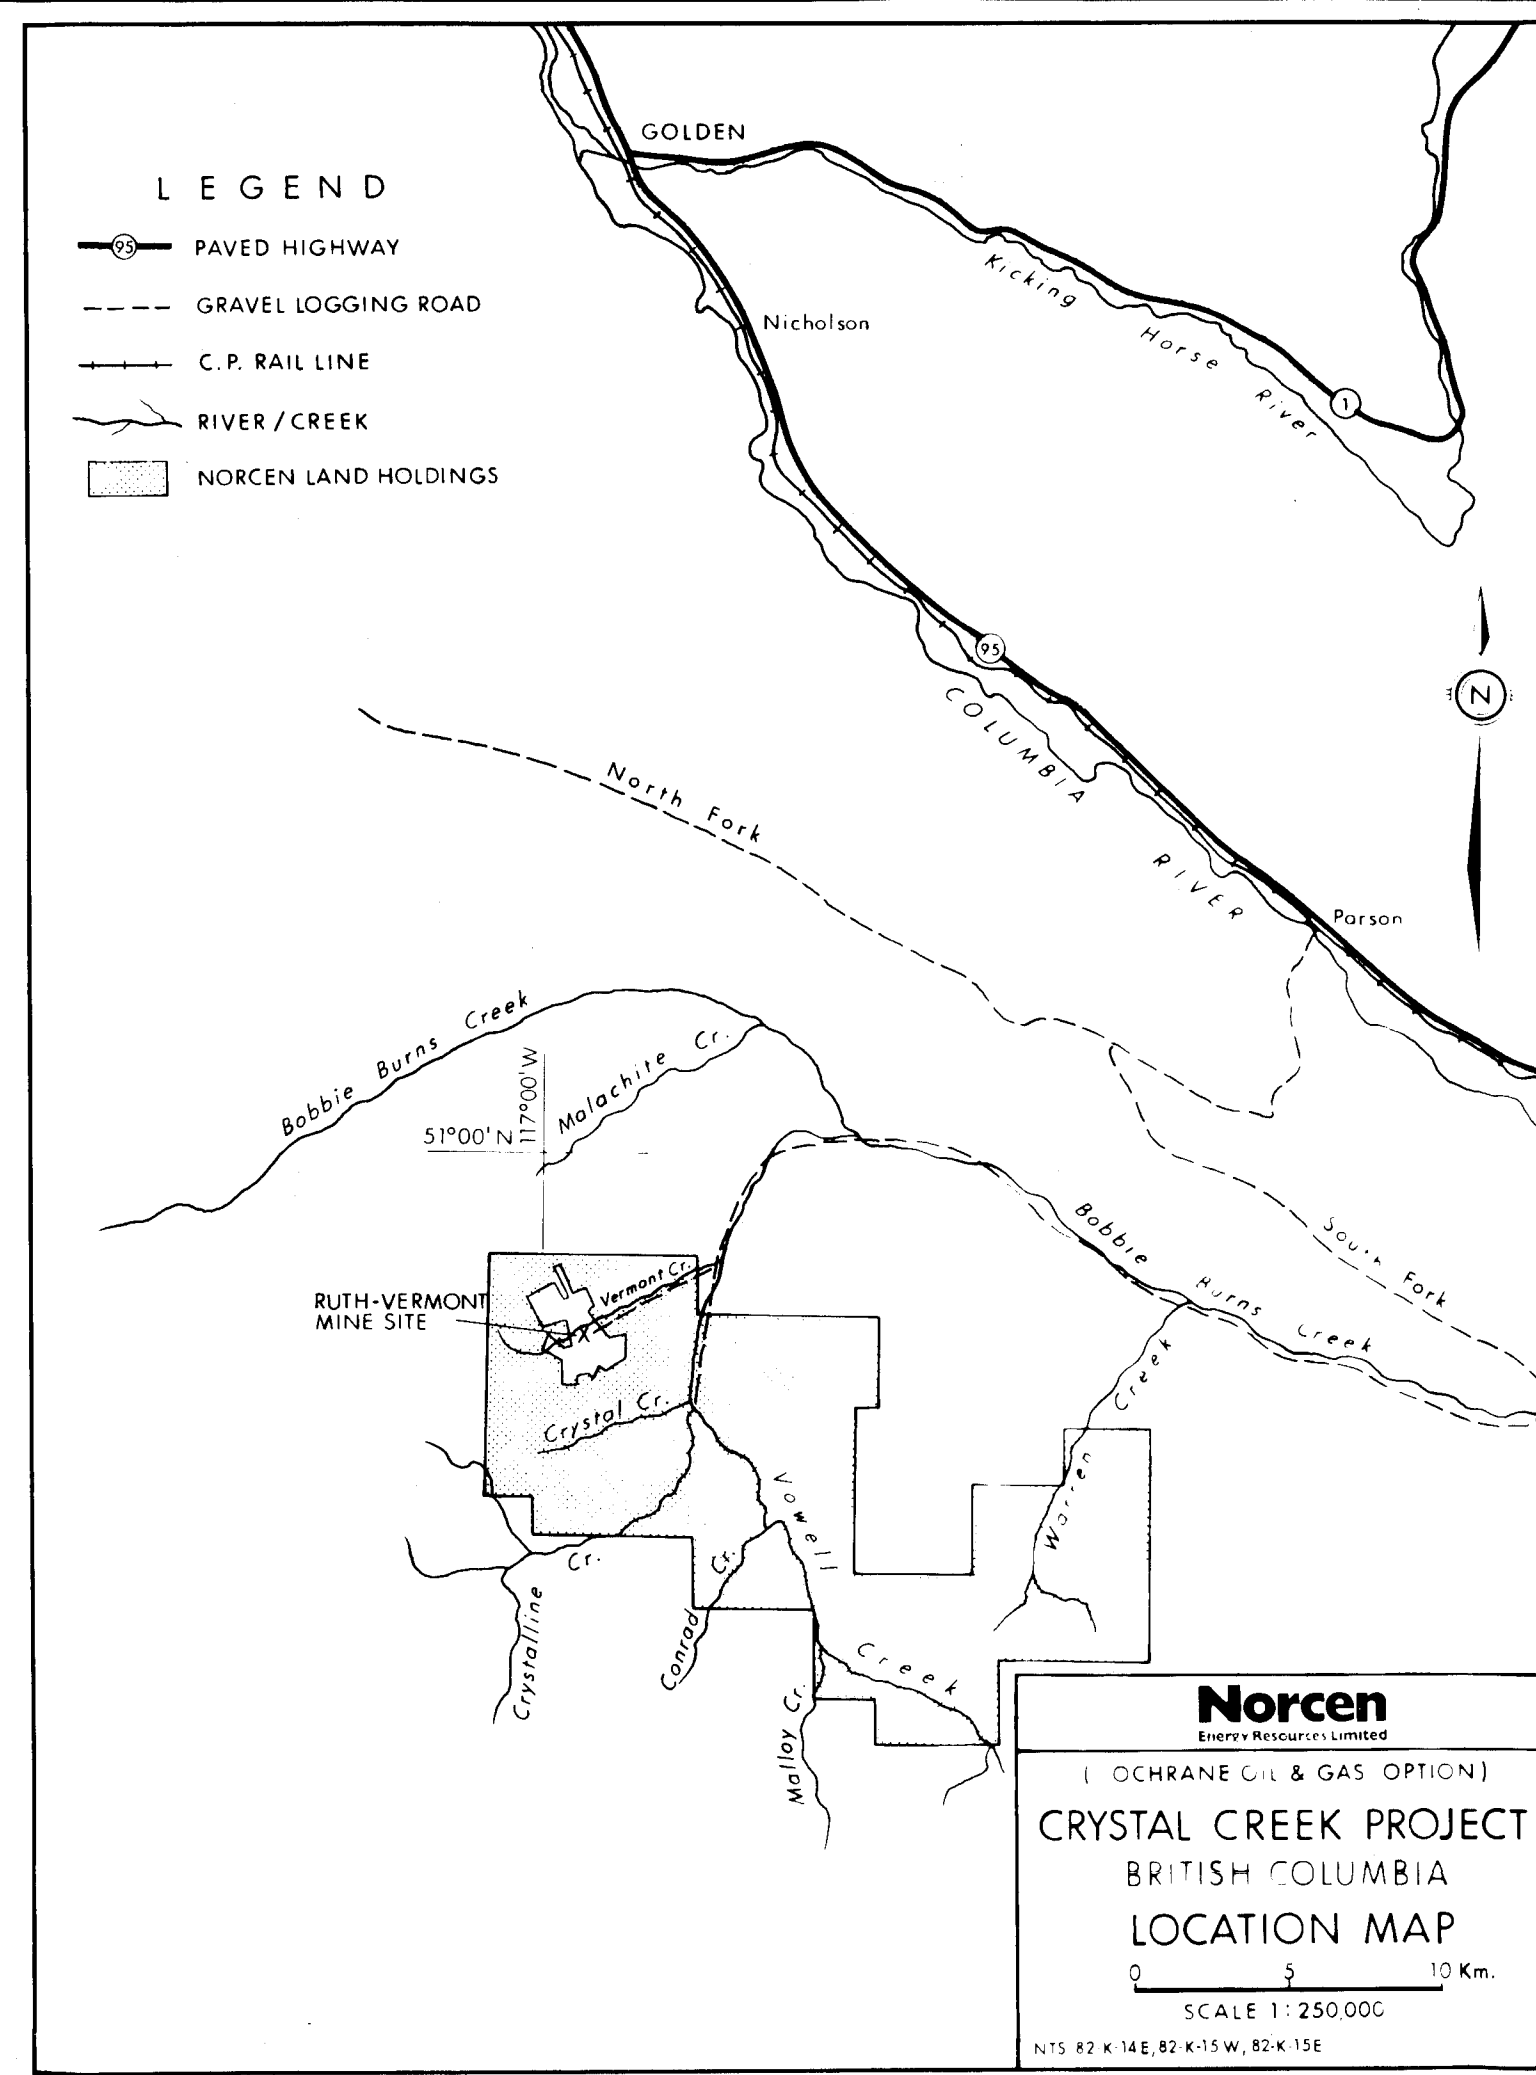 GOLDEN
LEGEND
95 PAVED HIGHWAY
GRAVEL LOGGING ROAD
C.P. RAIL LINE
RIVER / CREEK
NORCEN LAND HOLDINGS
Kicking Horse River
Nicholson
1
95
N
COLUMBIA RIVER
North Fork
Parson
Bobbie Burns Creek
Malachite Cr.
117°00'W
51°00'N
Bobbie Burns Creek
South Fork
Vermont Cr.
RUTH-VERMONT
MINE SITE
Crystal Cr.
Warren Creek
Vowell Creek
Crystalline Cr.
Conrad Cr.
Malloy Cr.
Norcen
Energy Resources Limited
( OCHRANE OIL & GAS OPTION)
CRYSTAL CREEK PROJECT
BRITISH COLUMBIA
LOCATION MAP
0 5 10 Km.
SCALE 1:250,000
NTS 82-K-14E, 82-K-15W, 82-K-15E